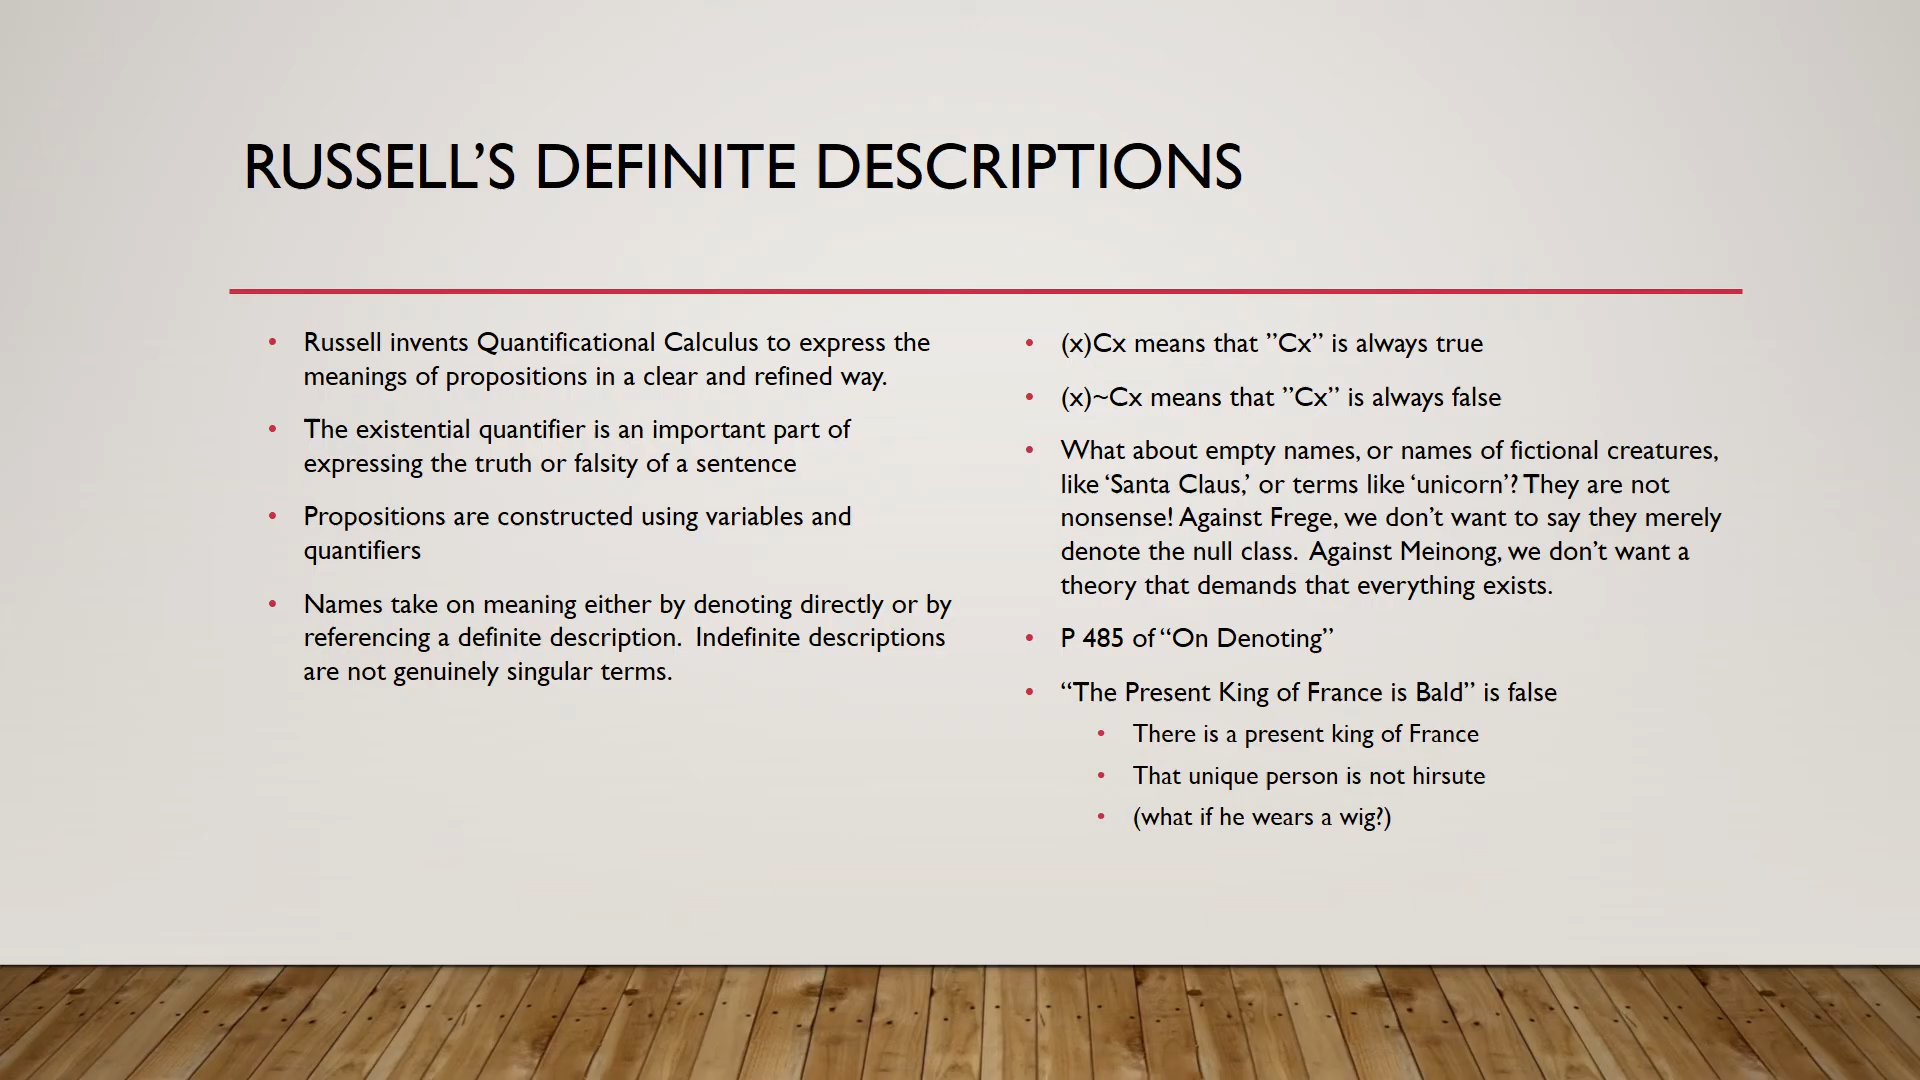 RUSSELL’S DEFINITE DESCRIPTIONS
• Russell invents Quantificational Calculus to express the
meanings of propositions in a clear and refined way.
• The existential quantifier is an important part of
expressing the truth or falsity of a sentence
• Propositions are constructed using variables and
quantifiers
• Names take on meaning either by denoting directly or by
referencing a definite description.  Indefinite descriptions
are not genuinely singular terms.
• (x)Cx means that ”Cx” is always true
• (x)~Cx means that ”Cx” is always false
• What about empty names, or names of fictional creatures,
like ‘Santa Claus,’ or terms like ‘unicorn’? They are not
nonsense! Against Frege, we don’t want to say they merely
denote the null class.  Against Meinong, we don’t want a
theory that demands that everything exists.
• P 485 of “On Denoting”
• “The Present King of France is Bald” is false
• There is a present king of France
• That unique person is not hirsute
• (what if he wears a wig?)